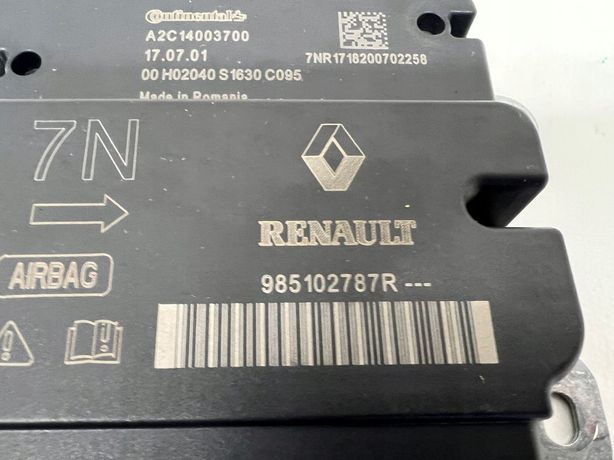 Continental
A2C14003700
17.07.01
7NR1718200702258
00 H02040 S1630 C095
Made in Romania
7N
RENAULT
985102787R ---
AIRBAG